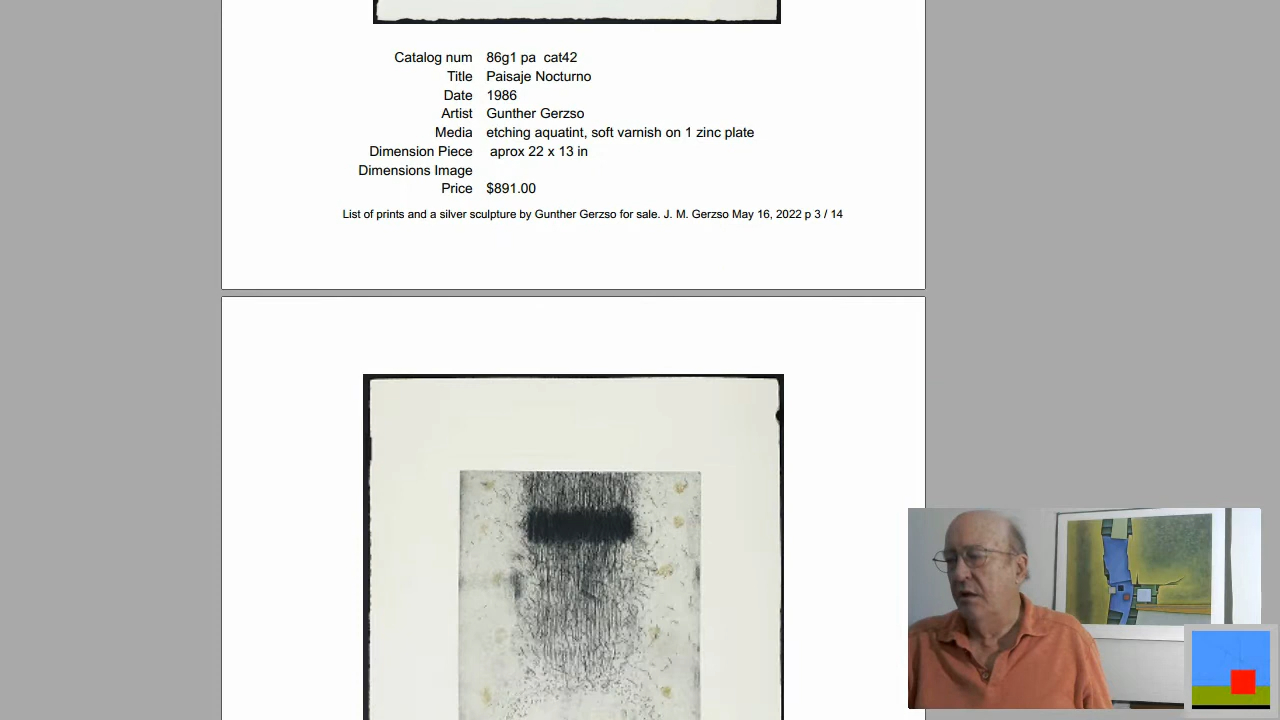 Catalog num 86g1 pa cat42
Title Paisaje Nocturno
Date 1986
Artist Gunther Gerzso
Media etching aquatint, soft varnish on 1 zinc plate
Dimension Piece aprox 22 x 13 in
Dimensions Image
Price $891.00
List of prints and a silver sculpture by Gunther Gerzso for sale. J. M. Gerzso May 16, 2022 p 3 / 14